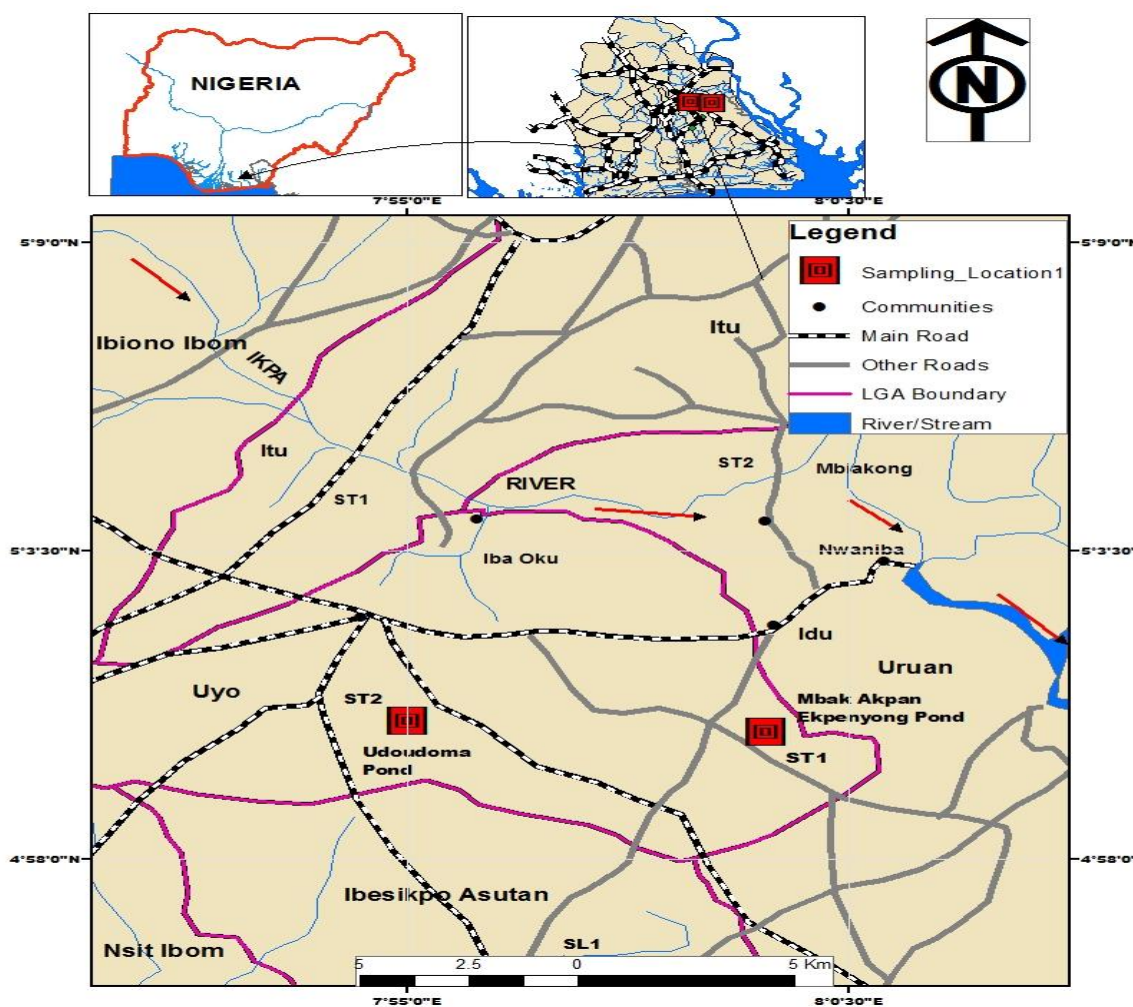 NIGERIA
N
7°55'0"E
8°0'30"E
5°9'0"N
5°9'0"N
Legend
Sampling_Location1
Communities
Main Road
Other Roads
LGA Boundary
River/Stream
Itu
Ibiono Ibom
IKPA
Itu
ST1
RIVER
ST2
Mbiakong
5°3'30"N
5°3'30"
Iba Oku
Nwaniba
Idu
Uruan
Uyo
ST2
Udoudoma
Pond
Mbak Akpan
Ekpenyong Pond
ST1
4°58'0"N
4°58'0"
Ibesikpo Asutan
Nsit Ibom
SL1
5
2.5
0
5 Km
7°55'0"E
8°0'30"E